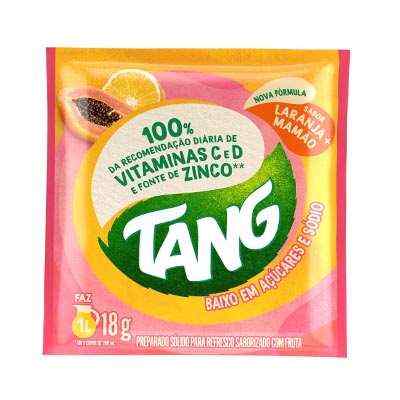 NOVA FÓRMULA
SABOR
LARANJA +
MAMÃO
100%
DA RECOMENDAÇÃO DIÁRIA DE
VITAMINAS C E D
E FONTE DE ZINCO**
TANG
BAIXO EM AÇÚCARES E SÓDIO
FAZ
1L
18g
PREPARADO SÓLIDO PARA REFRESCO SABORIZADO COM FRUTA